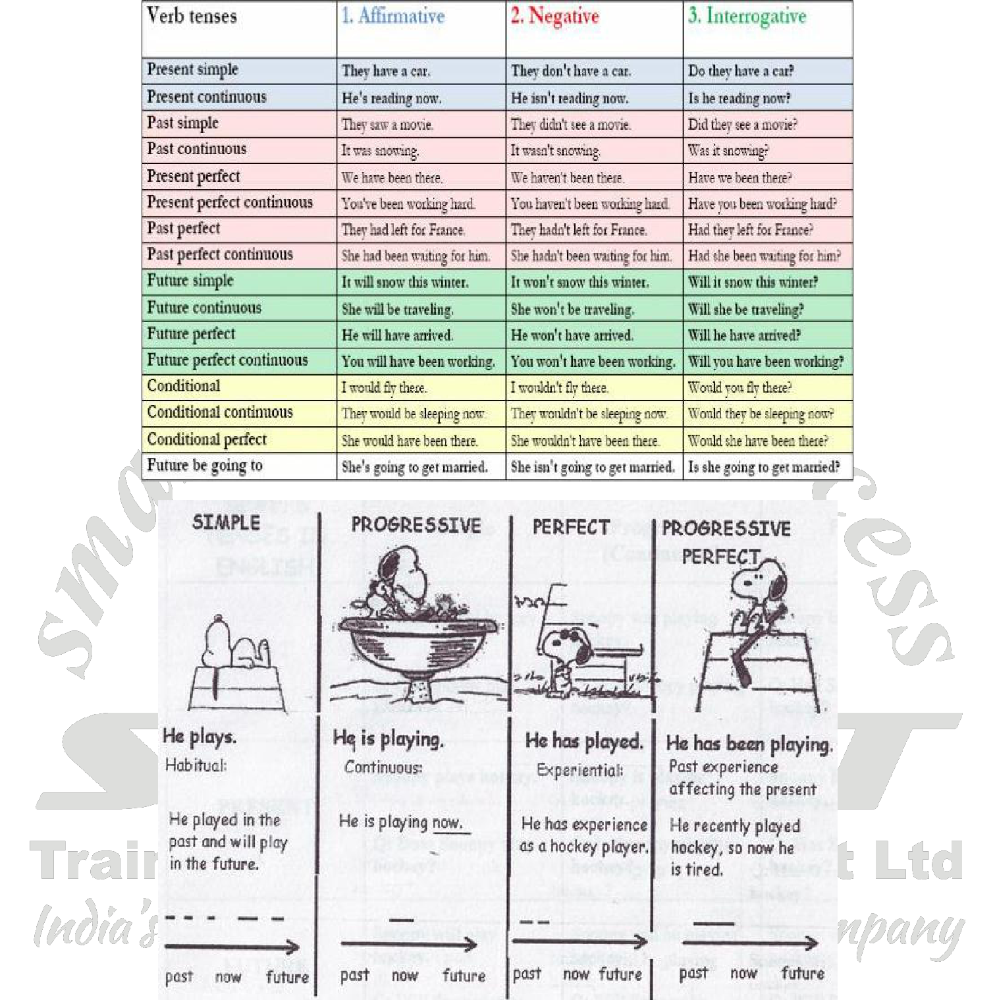 Verb tenses 1. Affirmative 2. Negative 3. Interrogative
Present simple They have a car. They don't have a car. Do they have a car?
Present continuous He's reading now. He isn't reading now. Is he reading now?
Past simple They saw a movie. They didn't see a movie. Did they see a movie?
Past continuous It was snowing. It wasn't snowing. Was it snowing?
Present perfect We have been there. We haven't been there. Have we been there?
Present perfect continuous You've been working hard. You haven't been working hard. Have you been working hard?
Past perfect They had left for France. They hadn't left for France. Had they left for France?
Past perfect continuous She had been waiting for him. She hadn't been waiting for him. Had she been waiting for him?
Future simple It will snow this winter. It won't snow this winter. Will it snow this winter?
Future continuous She will be traveling. She won't be traveling. Will she be traveling?
Future perfect He will have arrived. He won't have arrived. Will he have arrived?
Future perfect continuous You will have been working. You won't have been working. Will you have been working?
Conditional I would fly there. I wouldn't fly there. Would you fly there?
Conditional continuous They would be sleeping now. They wouldn't be sleeping now. Would they be sleeping now?
Conditional perfect She would have been there. She wouldn't have been there. Would she have been there?
Future be going to She's going to get married. She isn't going to get married. Is she going to get married?
SIMPLE
He plays.
Habitual:
He played in the
past and will play
in the future.
past now future
PROGRESSIVE
He is playing.
Continuous:
He is playing now.
past now future
PERFECT
He has played.
Experiential:
He has experience
as a hockey player.
past now future
PROGRESSIVE
PERFECT
He has been playing.
Past experience
affecting the present
He recently played
hockey, so now he
is tired.
past now future
Ltd
India's